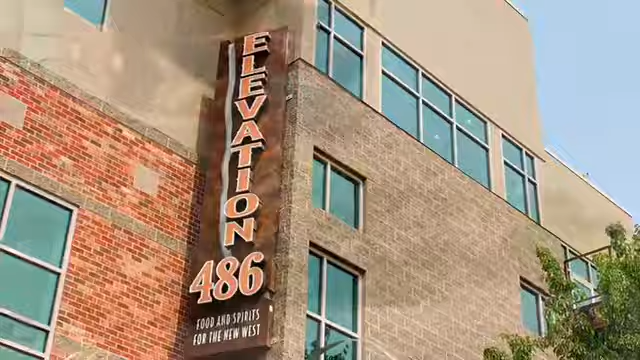 ELEVATION
486
FOOD AND SPIRITS
FOR THE NEW WEST